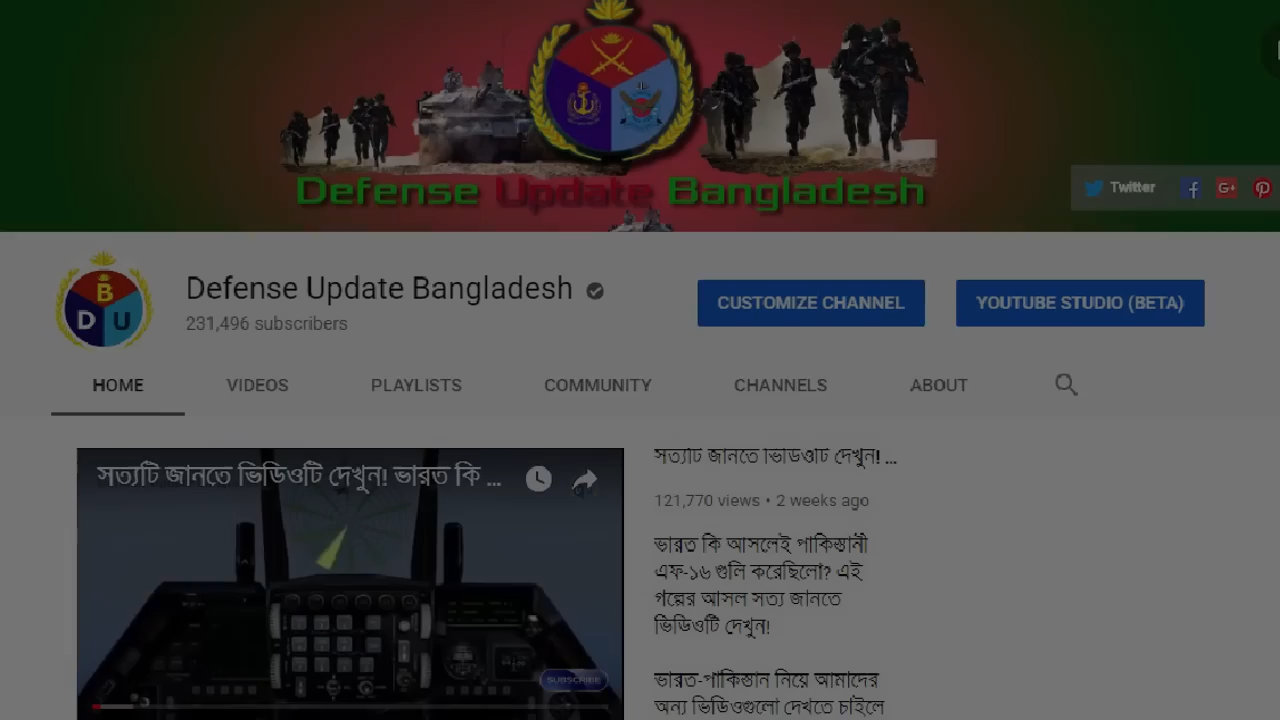 Defense Update Bangladesh
Twitter
Defense Update Bangladesh
231,496 subscribers
CUSTOMIZE CHANNEL
YOUTUBE STUDIO (BETA)
B
D U
HOME
VIDEOS
PLAYLISTS
COMMUNITY
CHANNELS
ABOUT
সত্যটি জানতে ভিডিওটি দেখুন! ভারত কি ...
সত্যটি জানতে ভিডিওটি দেখুন! ...
121,770 views • 2 weeks ago
ভারত কি আসলেই পাকিস্তানী
এফ-১৬ গুলি করেছিলো? এই
গল্পের আসল সত্য জানতে
ভিডিওটি দেখুন!
SUBSCRIBE
ভারত-পাকিস্তান নিয়ে আমাদের
অন্য ভিডিওগুলো দেখতে চাইলে